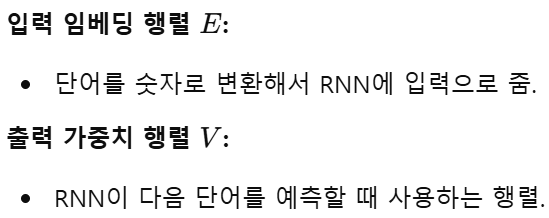 입력 임베딩 행렬 E:
• 단어를 숫자로 변환해서 RNN에 입력으로 줌.
출력 가중치 행렬 V:
• RNN이 다음 단어를 예측할 때 사용하는 행렬.